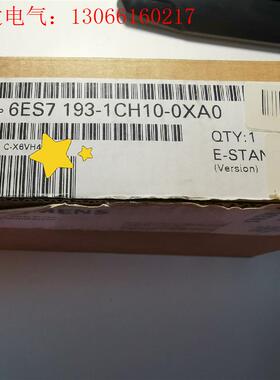 电气：13066160217
6ES7 193-1CH10-0XA0
C-X6VH4
QTY:1
E-STAN
(Version)